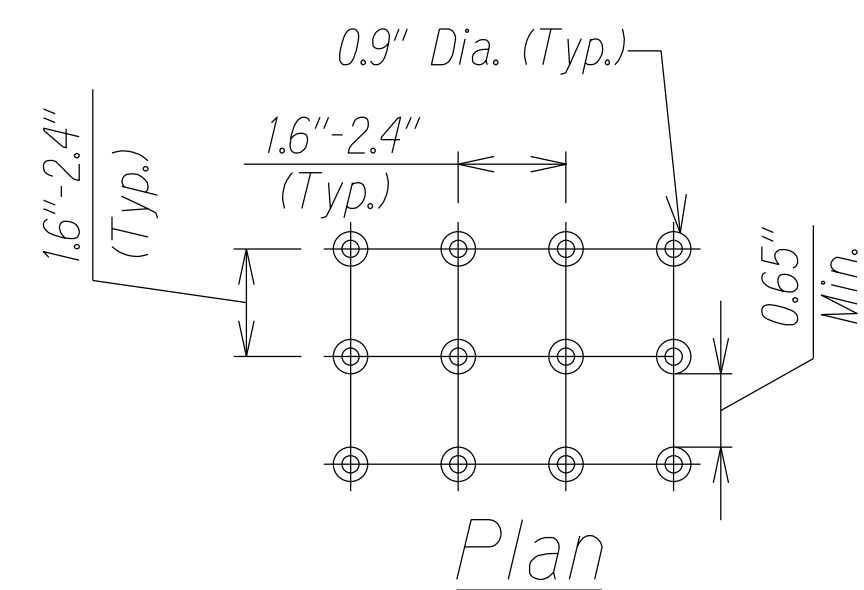 0.9" Dia. (Typ.)
1.6"-2.4"
(Typ.)
1.6"-2.4"
(Typ.)
0.65"
Min.
Plan